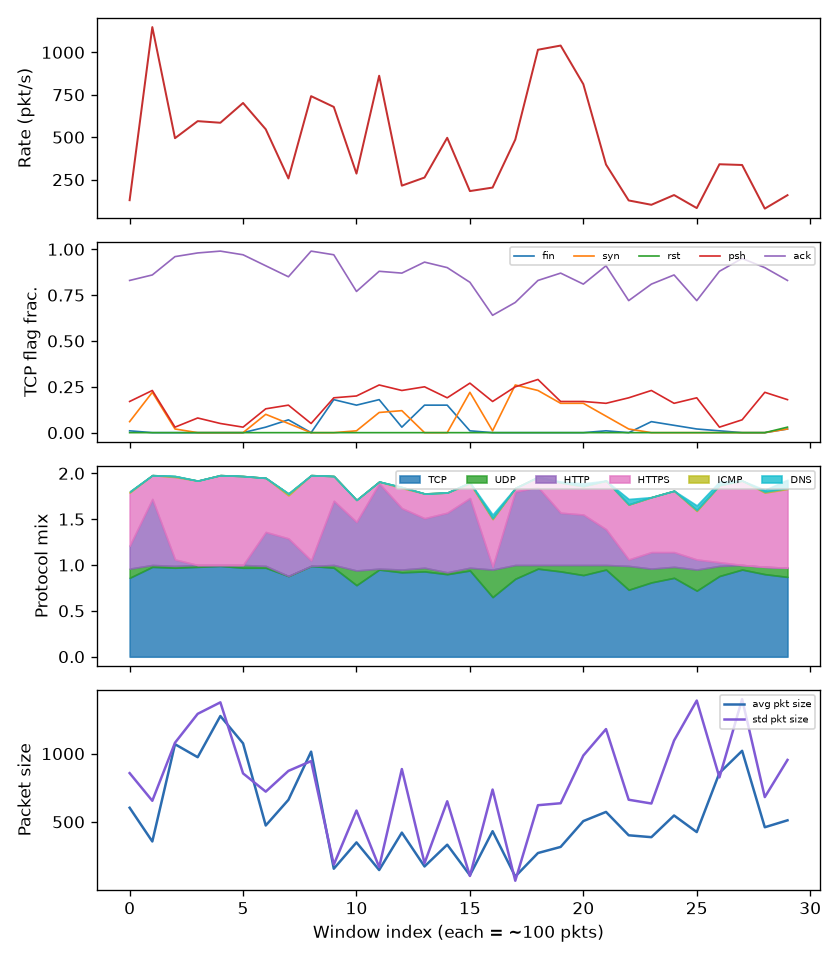 Rate (pkt/s)
1000
750
500
250
TCP flag frac.
1.00
0.75
0.50
0.25
0.00
fin syn rst psh ack
Protocol mix
2.0
1.5
1.0
0.5
0.0
TCP UDP HTTP HTTPS ICMP DNS
Packet size
1000
500
avg pkt size
std pkt size
0 5 10 15 20 25 30
Window index (each = ~100 pkts)